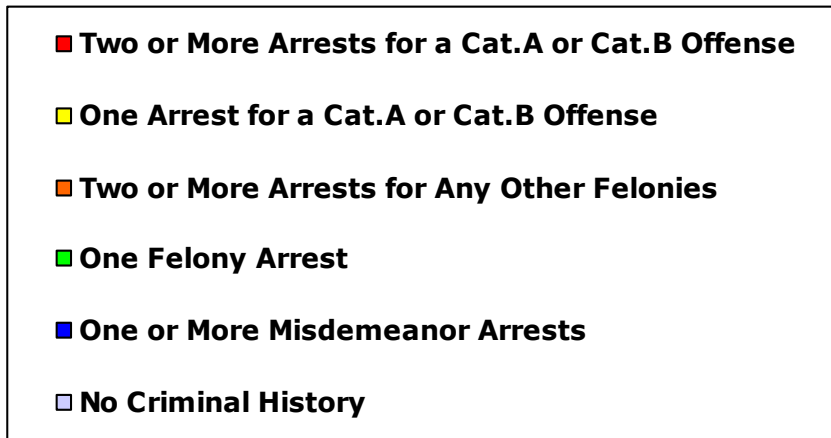 Two or More Arrests for a Cat.A or Cat.B Offense
One Arrest for a Cat.A or Cat.B Offense
Two or More Arrests for Any Other Felonies
One Felony Arrest
One or More Misdemeanor Arrests
No Criminal History